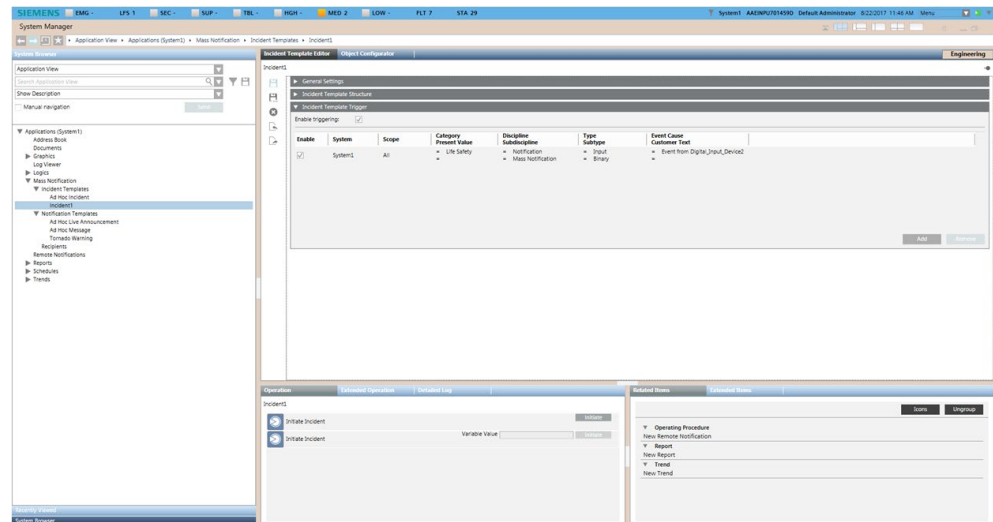 SIEMENS EMG - LFS 1 SEC - SUP - TBL - HGH - MED 2 LOW - FLT 7 STA 29 System1 AAEINPU7014590 Default Administrator 8/22/2017 11:46 AM Menu
System Manager
Application View Applications (System1) Mass Notification Incident Templates Incident1
System Browser
Application View
Search Application View
Show Description
Manual navigation Send
Applications (System1)
Address Book
Documents
Graphics
Log Viewer
Logics
Mass Notification
Incident Templates
Ad Hoc Incident
Incident1
Notification Templates
Ad Hoc Live Announcement
Ad Hoc Message
Tornado Warning
Recipients
Remote Notifications
Reports
Schedules
Trends
Recently Viewed
System Browser
Incident Template Editor Object Configurator Engineering
Incident1
General Settings
Incident Template Structure
Incident Template Trigger
Enable triggering:
Enable System Scope Category Discipline Type Event Cause
Present Value Subdiscipline Subtype Customer Text
System1 All = Life Safety = Notification = Input = Event from Digital_Input_Device2
= = Mass Notification = Binary =
Add Remove
Operation Extended Operation Detailed Log
Incident1
Initiate Incident Initiate
Initiate Incident Variable Value Initiate
Related Items Extended Items
Icons Ungroup
Operating Procedure
New Remote Notification
Report
New Report
Trend
New Trend